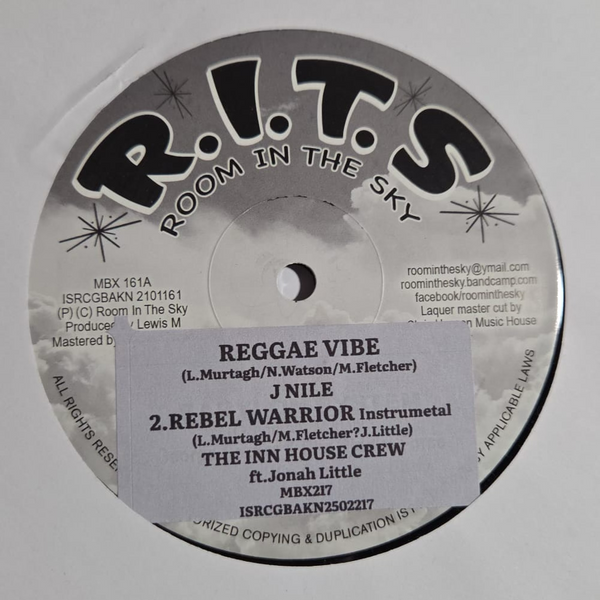 R.I.T.S
ROOM IN THE SKY
MBX 161A
ISRCGBAKN 2101161
(P) (C) Room In The Sky
Produced by Lewis M
Mastered by
roominthesky@ymail.com
roominthesky.bandcamp.com
facebook/roominthesky
Laquer master cut by
Music House
REGGAE VIBE
(L.Murtagh/N.Watson/M.Fletcher)
J NILE
2.REBEL WARRIOR Instrumetal
(L.Murtagh/M.Fletcher?J.Little)
THE INN HOUSE CREW
ft.Jonah Little
MBX217
ISRCGBAKN2502217
ALL RIGHTS RESE
ORIZED COPYING & DUPLICATION IS
Y APPLICABLE LAWS